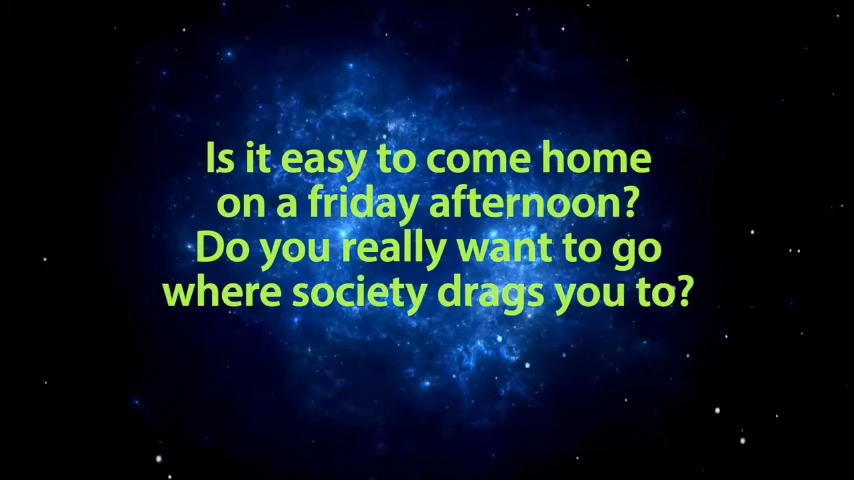 Is it easy to come home
on a friday afternoon?
Do you really want to go
where society drags you to?